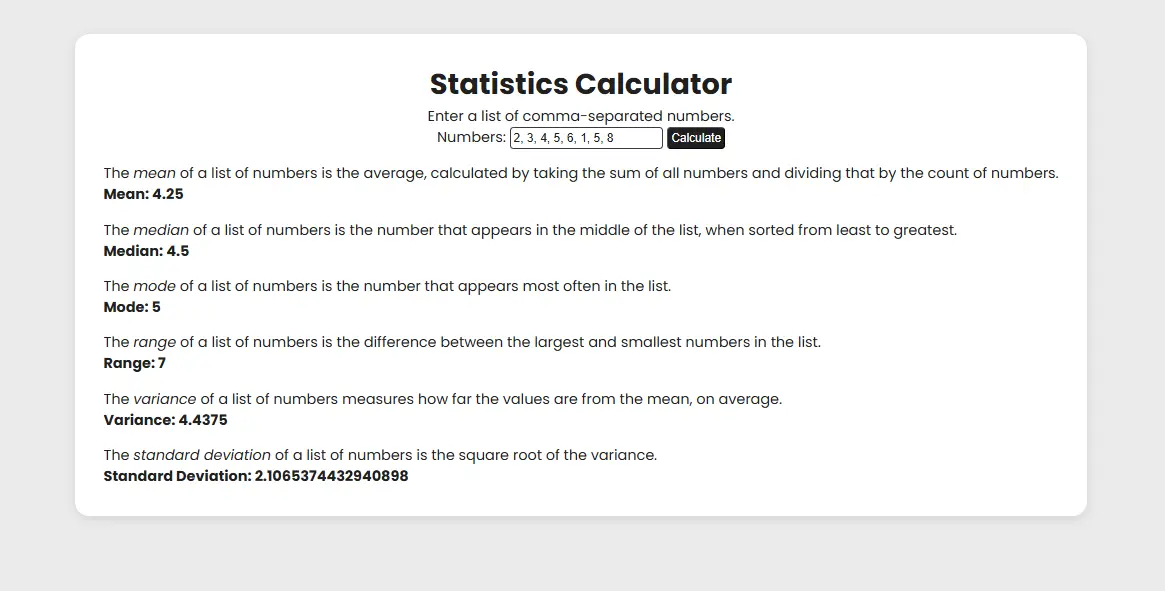 Statistics Calculator
Enter a list of comma-separated numbers.
Numbers: 2, 3, 4, 5, 6, 1, 5, 8 Calculate
The mean of a list of numbers is the average, calculated by taking the sum of all numbers and dividing that by the count of numbers.
Mean: 4.25
The median of a list of numbers is the number that appears in the middle of the list, when sorted from least to greatest.
Median: 4.5
The mode of a list of numbers is the number that appears most often in the list.
Mode: 5
The range of a list of numbers is the difference between the largest and smallest numbers in the list.
Range: 7
The variance of a list of numbers measures how far the values are from the mean, on average.
Variance: 4.4375
The standard deviation of a list of numbers is the square root of the variance.
Standard Deviation: 2.1065374432940898